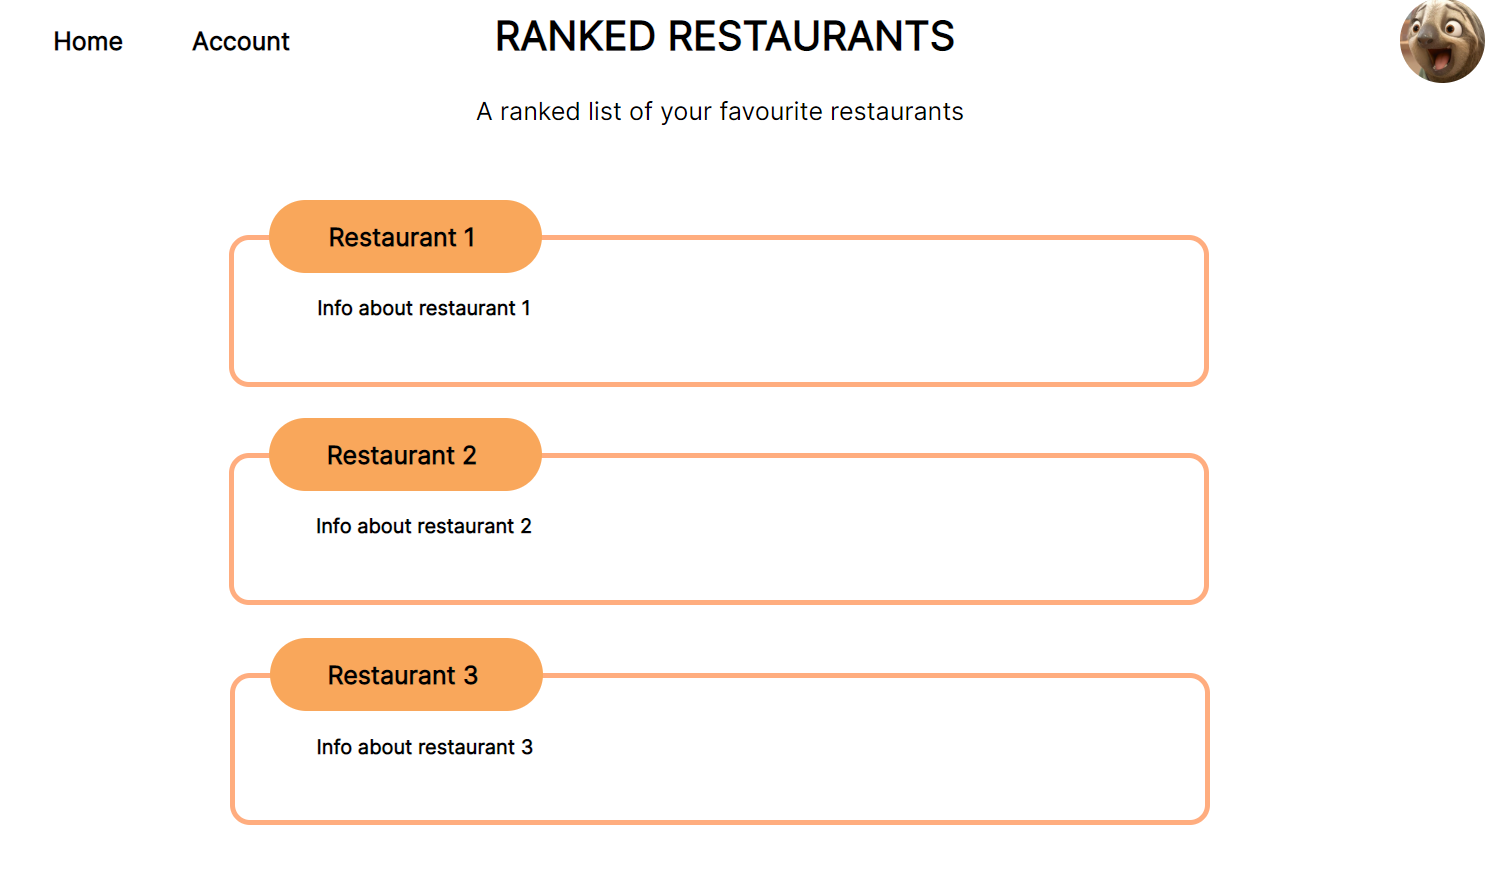 Home Account RANKED RESTAURANTS
A ranked list of your favourite restaurants
Restaurant 1
Info about restaurant 1
Restaurant 2
Info about restaurant 2
Restaurant 3
Info about restaurant 3